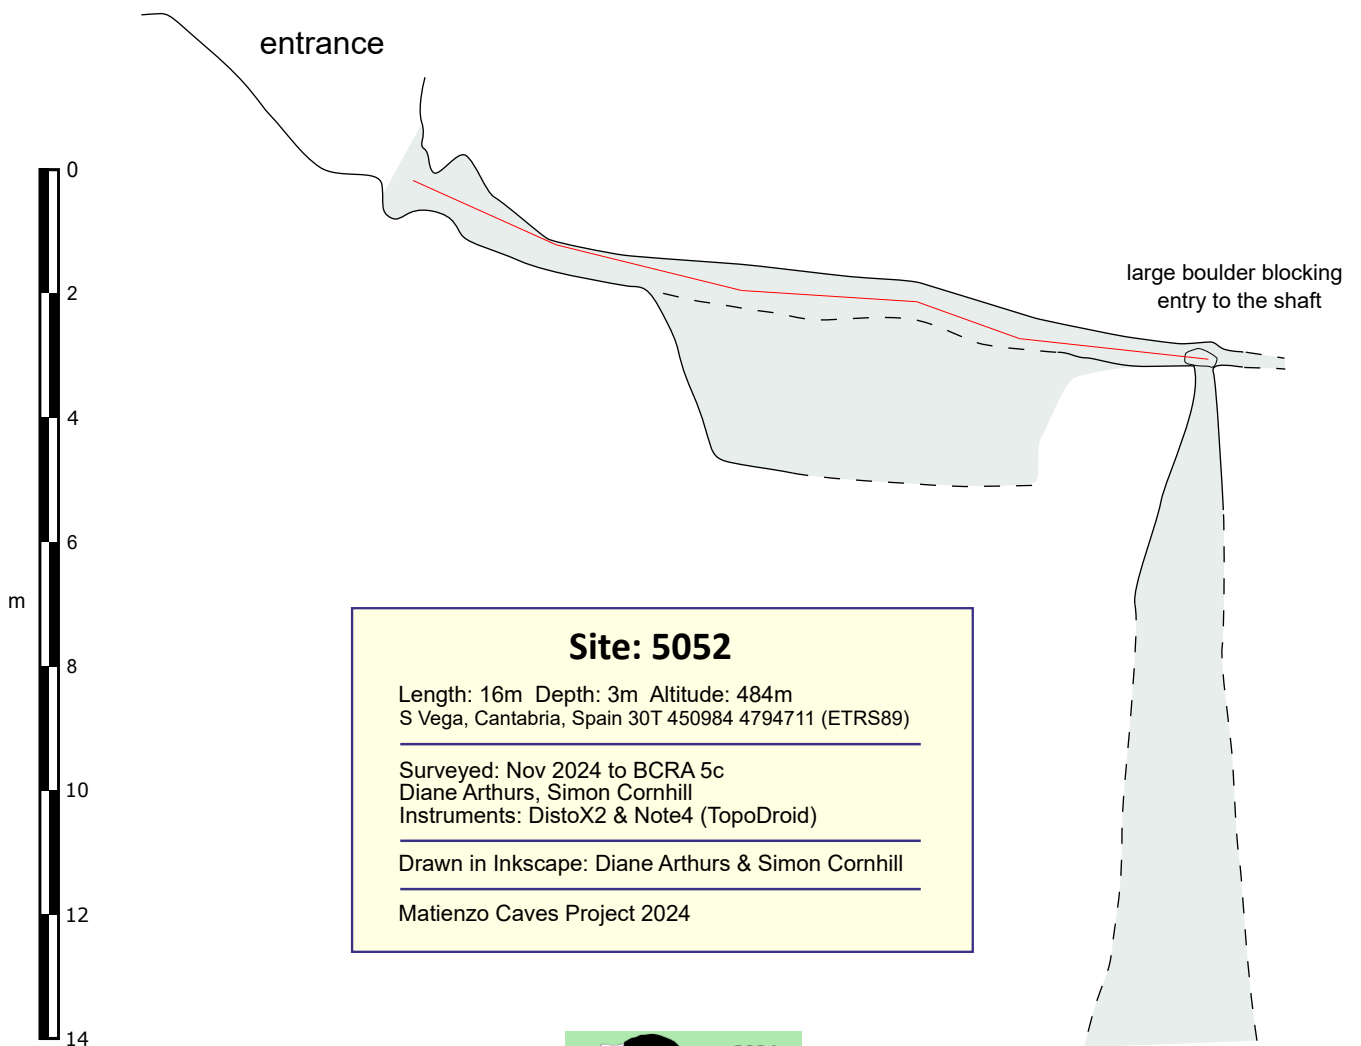 entrance
0
large boulder blocking
entry to the shaft
2
4
6
m
8
10
12
14
Site: 5052
Length: 16m  Depth: 3m  Altitude: 484m
S Vega, Cantabria, Spain 30T 450984 4794711 (ETRS89)
Surveyed: Nov 2024 to BCRA 5c
Diane Arthurs, Simon Cornhill
Instruments: DistoX2 & Note4 (TopoDroid)
Drawn in Inkscape: Diane Arthurs & Simon Cornhill
Matienzo Caves Project 2024